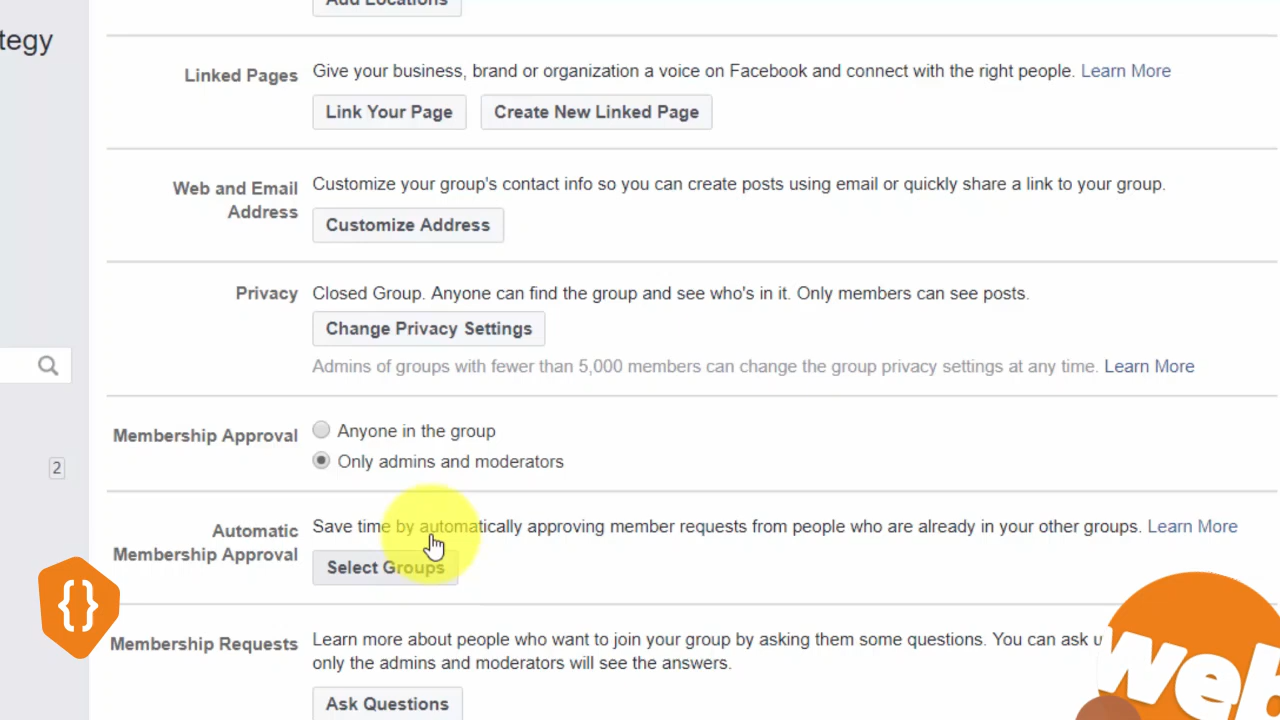 Add Locations
tegy
Linked Pages Give your business, brand or organization a voice on Facebook and connect with the right people. Learn More
Link Your Page Create New Linked Page
Web and Email Address Customize your group's contact info so you can create posts using email or quickly share a link to your group.
Customize Address
Privacy Closed Group. Anyone can find the group and see who's in it. Only members can see posts.
Change Privacy Settings
Admins of groups with fewer than 5,000 members can change the group privacy settings at any time. Learn More
Membership Approval Anyone in the group
Only admins and moderators
2
Automatic Membership Approval Save time by automatically approving member requests from people who are already in your other groups. Learn More
Select Groups
{}
Membership Requests Learn more about people who want to join your group by asking them some questions. You can ask u
only the admins and moderators will see the answers.
Ask Questions
web